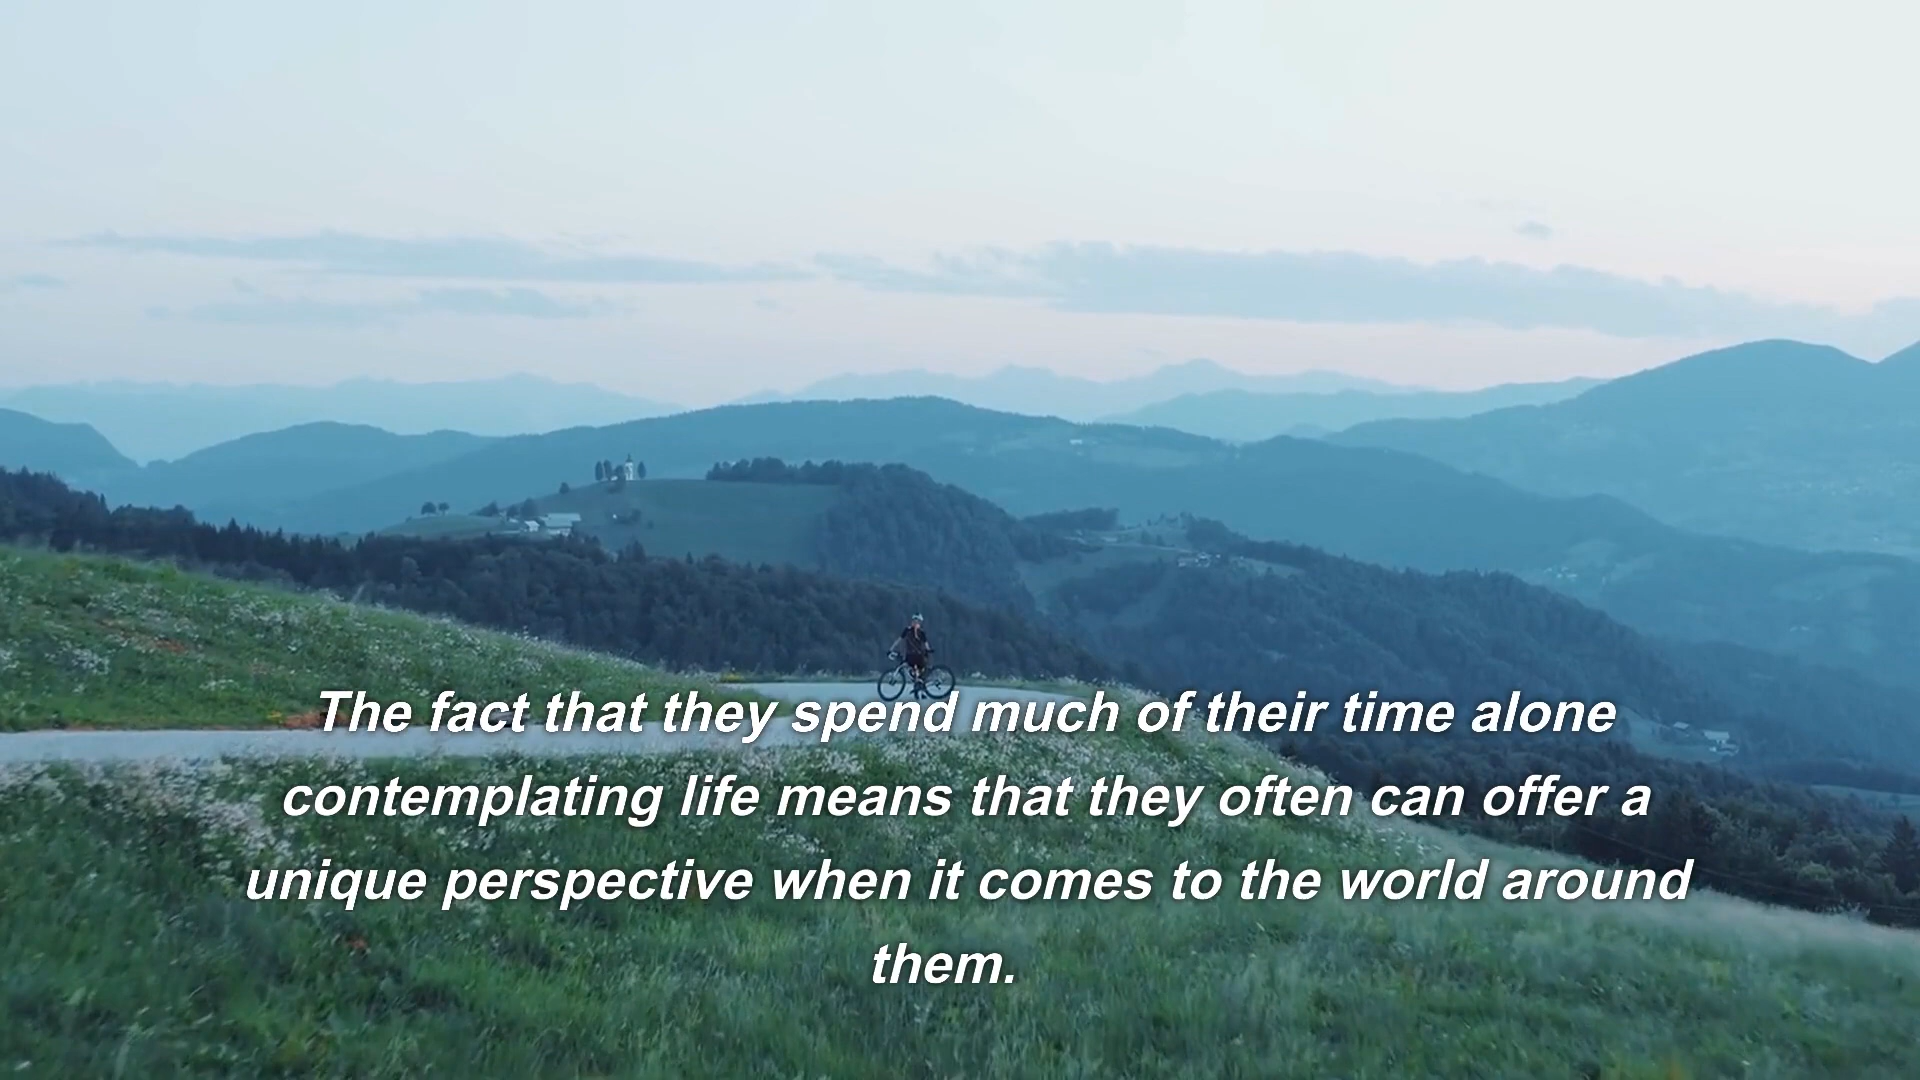 The fact that they spend much of their time alone
contemplating life means that they often can offer a
unique perspective when it comes to the world around
them.